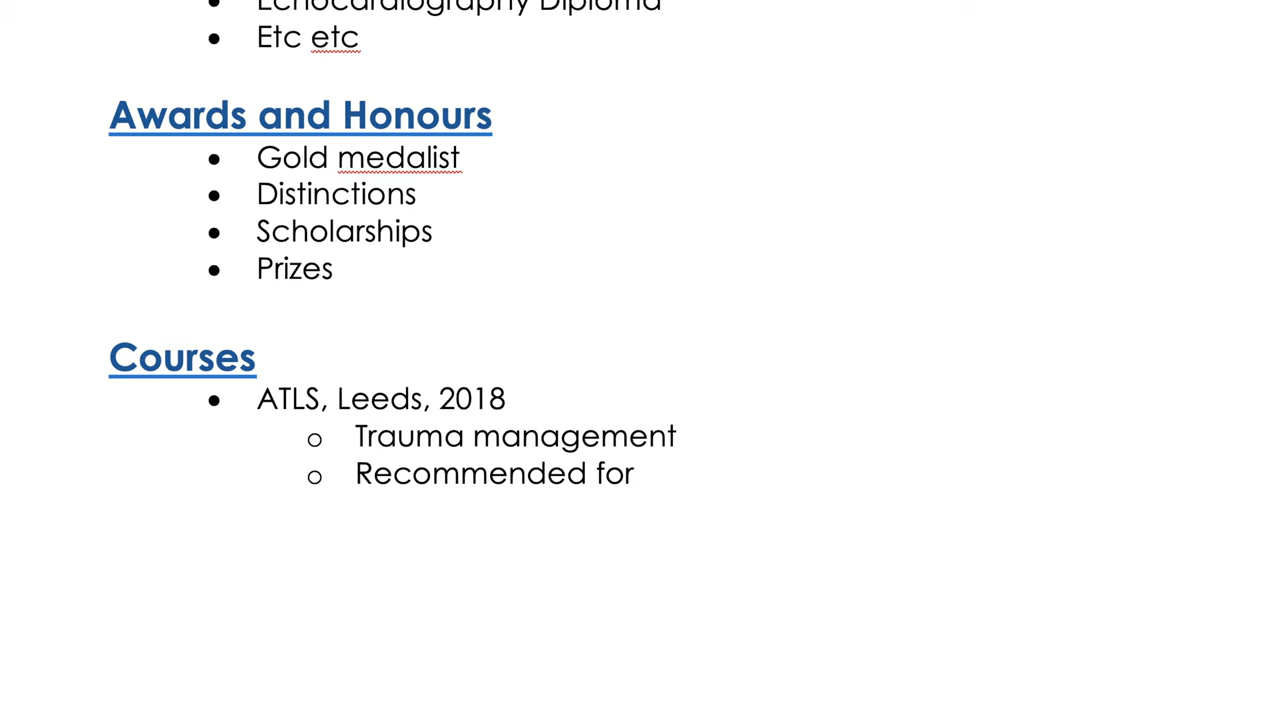 Echocardiography Diploma
Etc etc
Awards and Honours
Gold medalist
Distinctions
Scholarships
Prizes
Courses
ATLS, Leeds, 2018
Trauma management
Recommended for